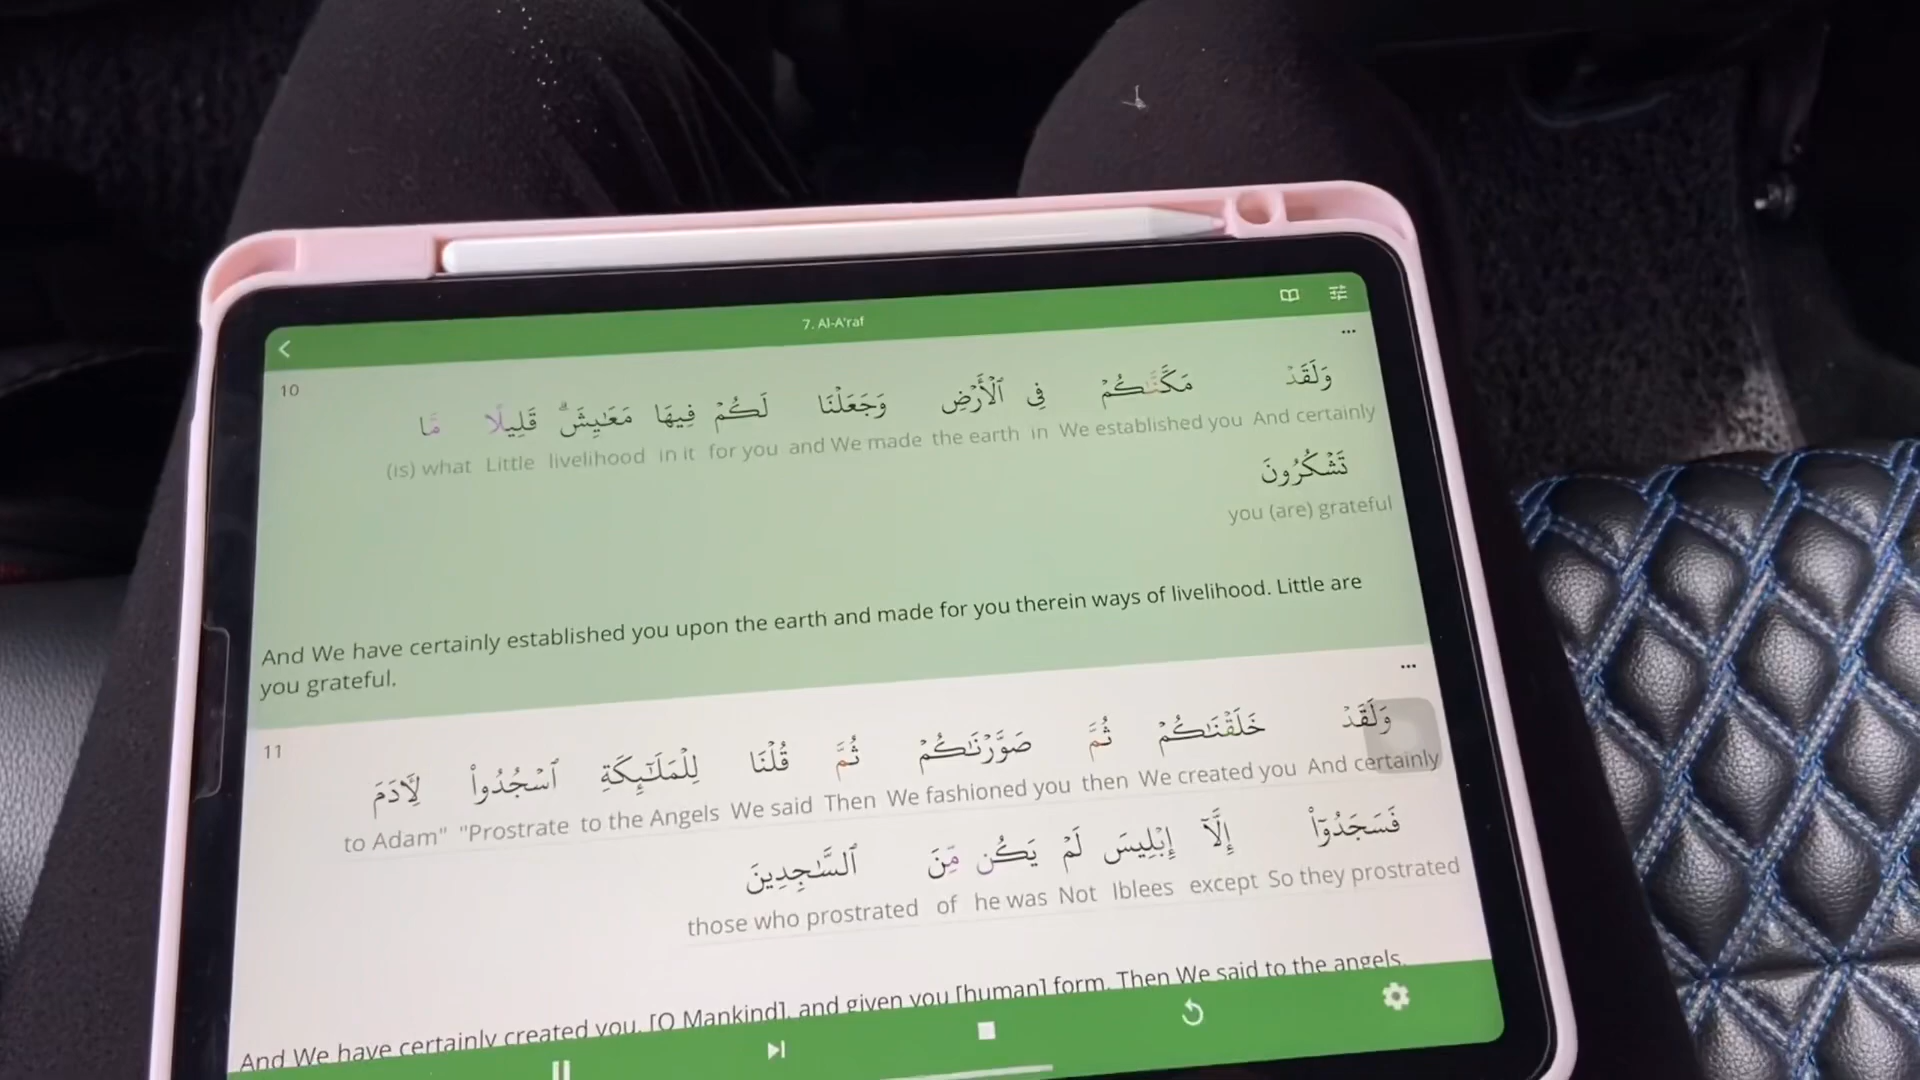 7. Al-A'raf
10
وَلَقَدۡ مَكَّنَّـٰكُمۡ فِي ٱلۡأَرۡضِ وَجَعَلۡنَا لَكُمۡ فِيهَا مَعَـٰيِشَۗ قَلِيلٗا مَّا
(is) what Little livelihood in it for you and We made the earth in We established you And certainly
تَشۡكُرُونَ
you (are) grateful
And We have certainly established you upon the earth and made for you therein ways of livelihood. Little are
you grateful.
11
وَلَقَدۡ خَلَقۡنَـٰكُمۡ ثُمَّ صَوَّرۡنَـٰكُمۡ ثُمَّ قُلۡنَا لِلۡمَلَـٰٓئِكَةِ ٱسۡجُدُواْ لِأٓدَمَ
to Adam" "Prostrate to the Angels We said Then We fashioned you then We created you And certainly
فَسَجَدُوٓاْ إِلَّآ إِبۡلِيسَ لَمۡ يَكُن مِّنَ ٱلسَّـٰجِدِينَ
those who prostrated of he was Not Iblees except So they prostrated
And We have certainly created you, [O Mankind], and given you [human] form. Then We said to the angels,